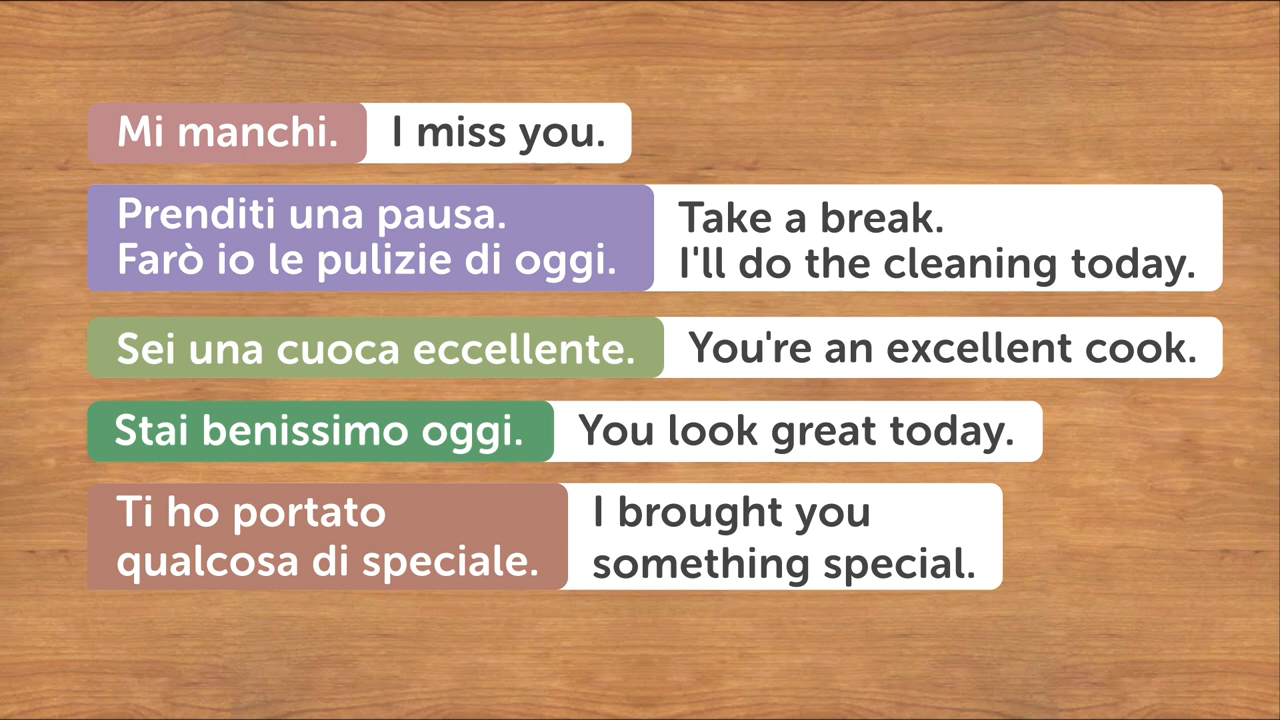 Mi manchi. I miss you.
Prenditi una pausa.
Farò io le pulizie di oggi.
Take a break.
I'll do the cleaning today.
Sei una cuoca eccellente. You're an excellent cook.
Stai benissimo oggi. You look great today.
Ti ho portato
qualcosa di speciale.
I brought you
something special.